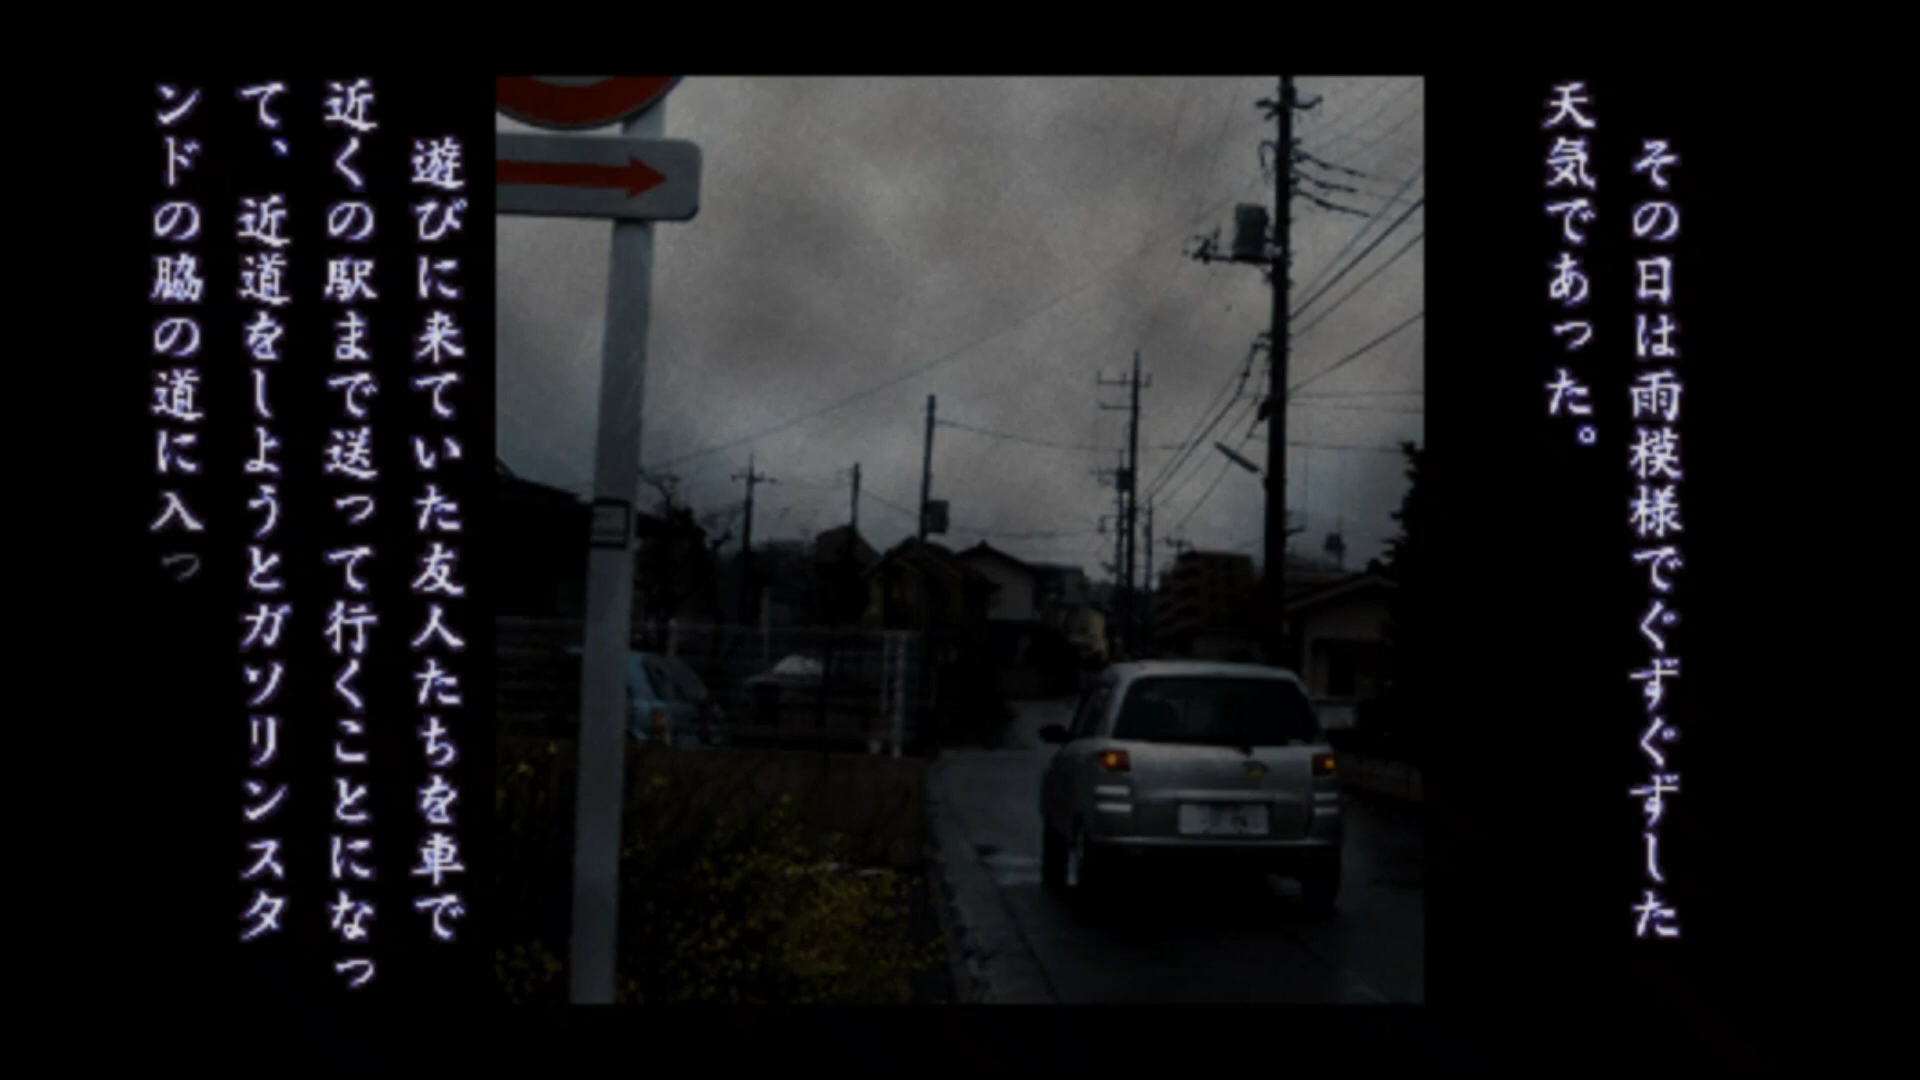 その日は雨模様でぐずぐずした
天気であった。
遊びに来ていた友人たちを車で
近くの駅まで送って行くことになっ
て、近道をしようとガソリンスタ
ンドの脇の道に入っ